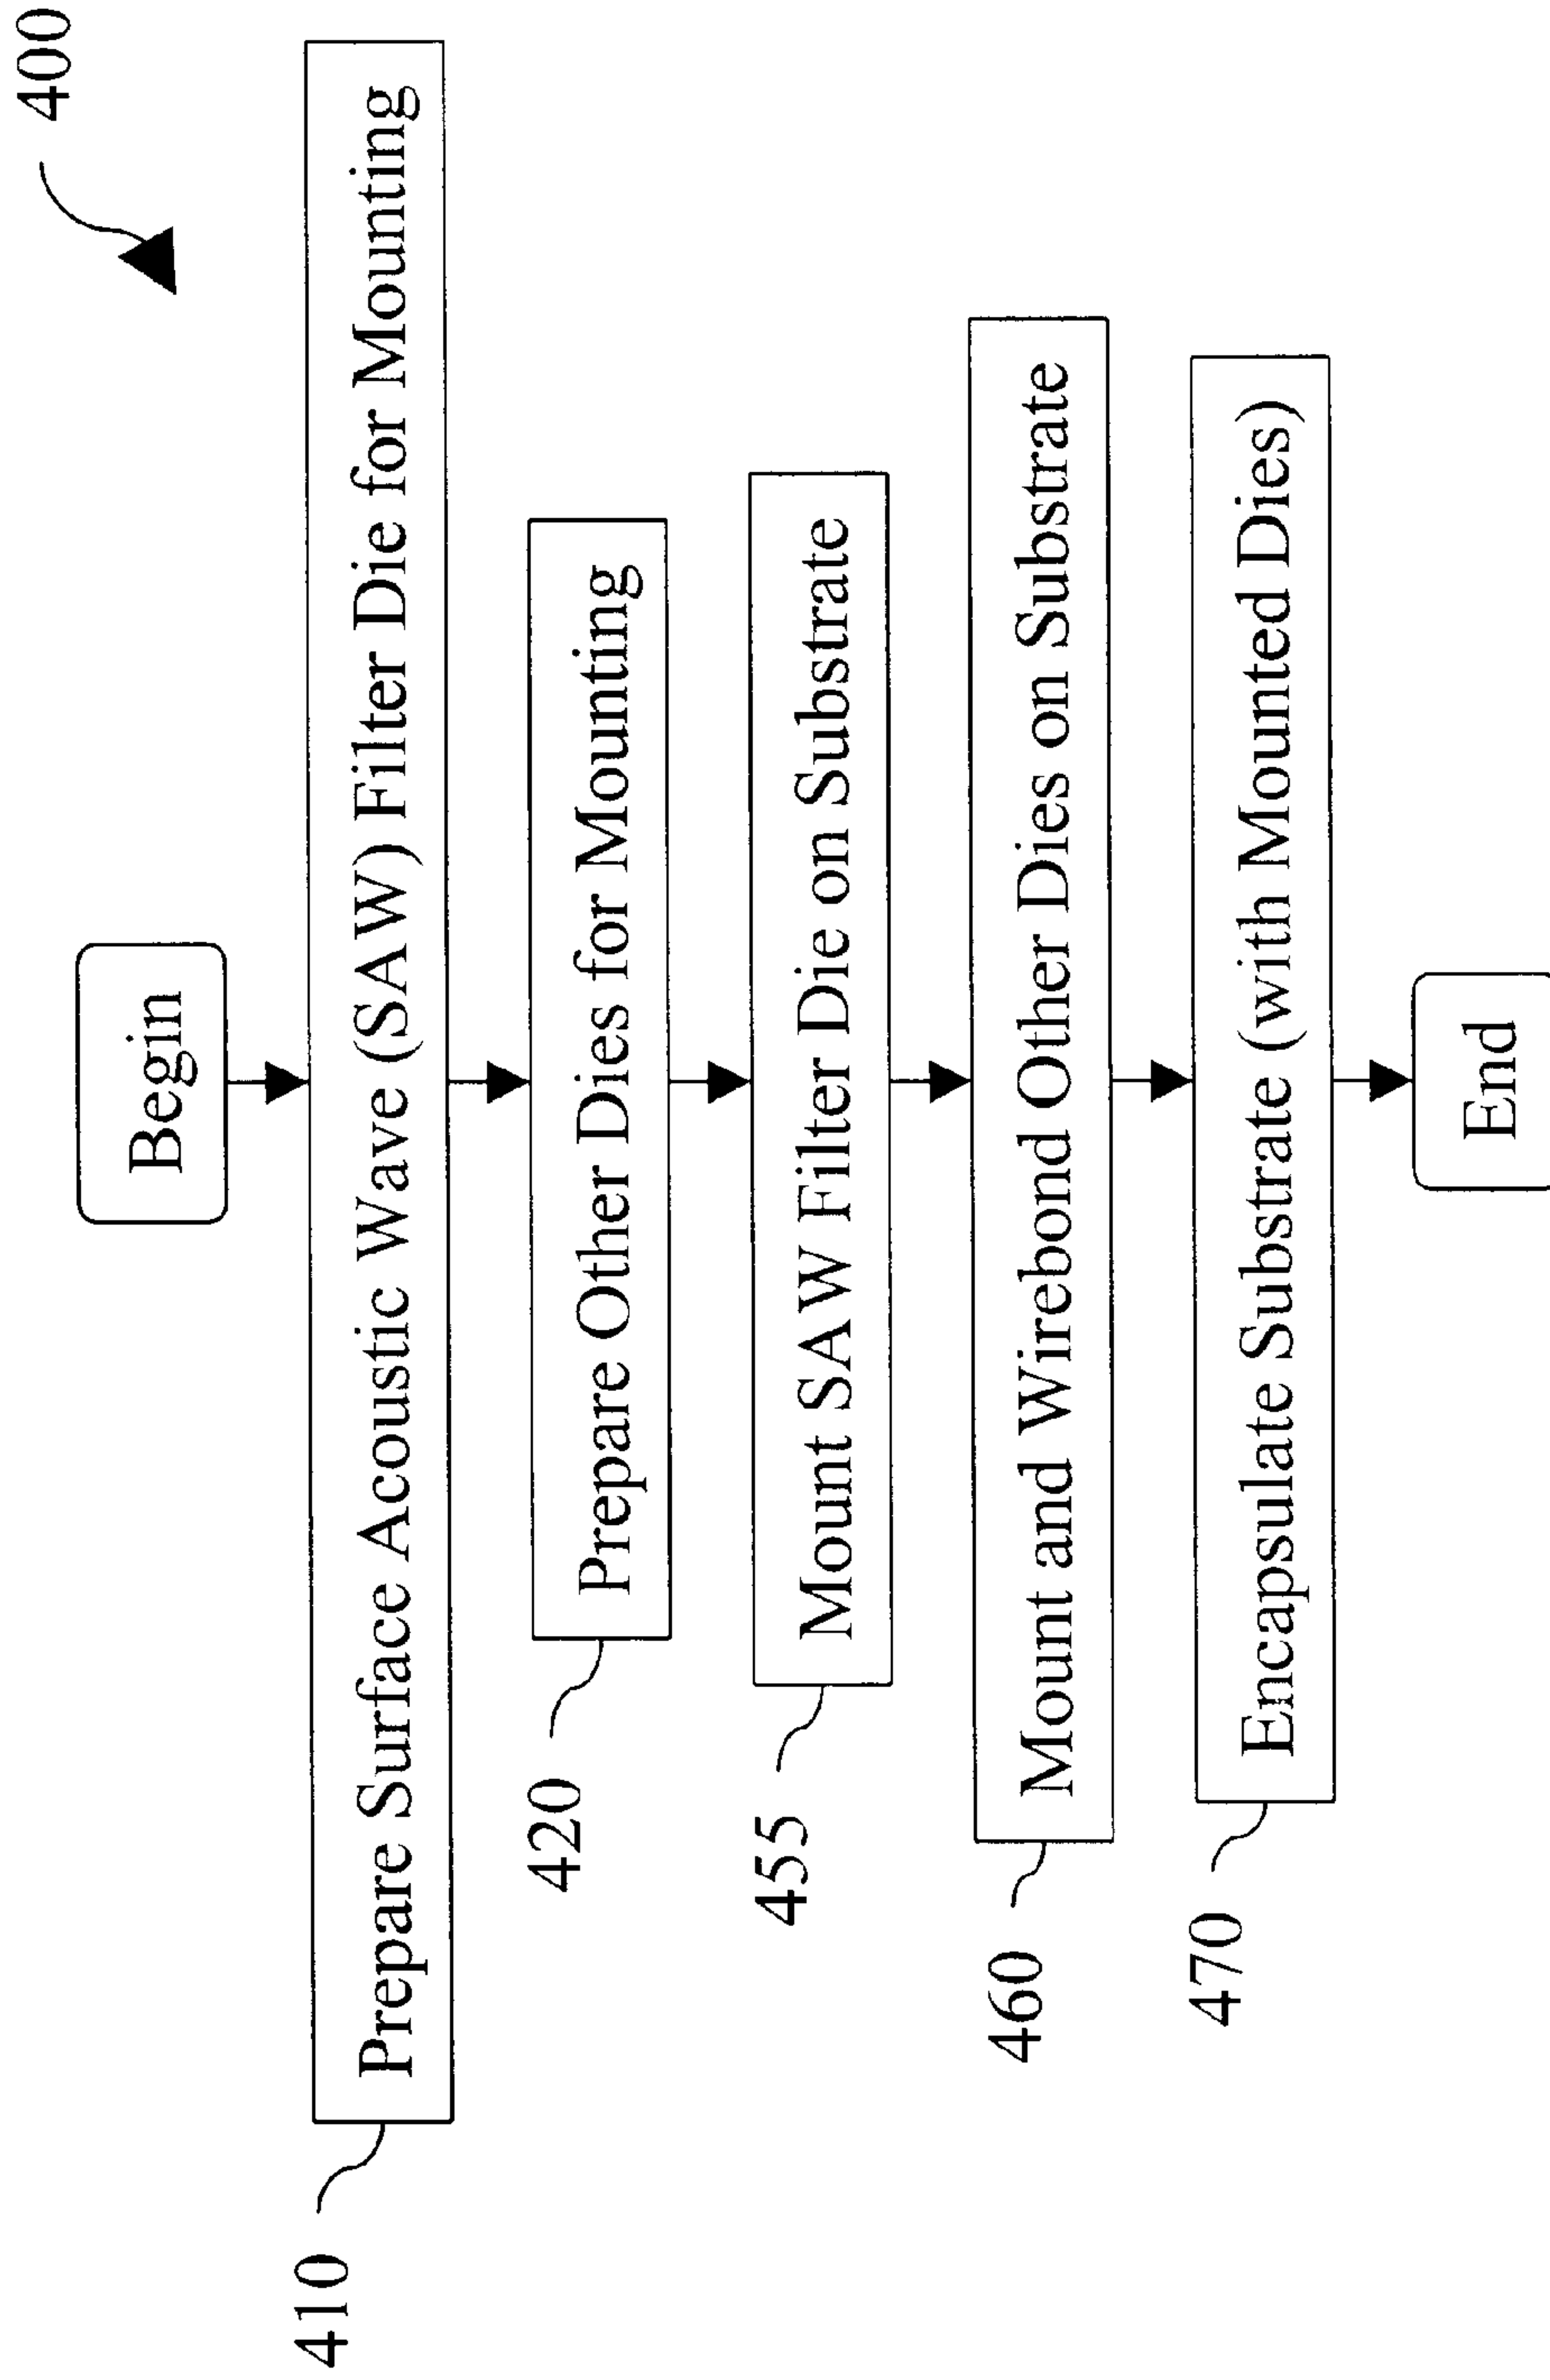 400
Begin
410
Prepare Surface Acoustic Wave (SAW) Filter Die for Mounting
420
Prepare Other Dies for Mounting
455
Mount SAW Filter Die on Substrate
460
Mount and Wirebond Other Dies on Substrate
470
Encapsulate Substrate (with Mounted Dies)
End